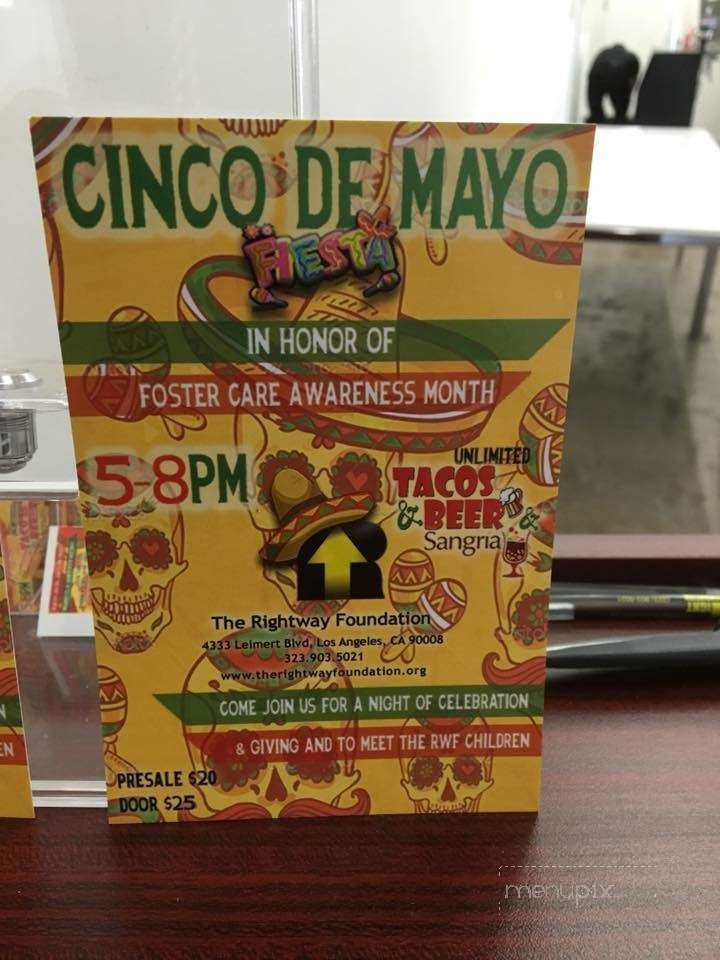 CINCO DE MAYO
FIESTA
IN HONOR OF
FOSTER CARE AWARENESS MONTH
5-8PM
UNLIMITED
TACOS
& BEER &
Sangria
The Rightway Foundation
4333 Leimert Blvd, Los Angeles, CA 90008
323.903.5021
www.therightwayfoundation.org
COME JOIN US FOR A NIGHT OF CELEBRATION
& GIVING AND TO MEET THE RWF CHILDREN
PRESALE $20
DOOR $25
N
EN
menupix